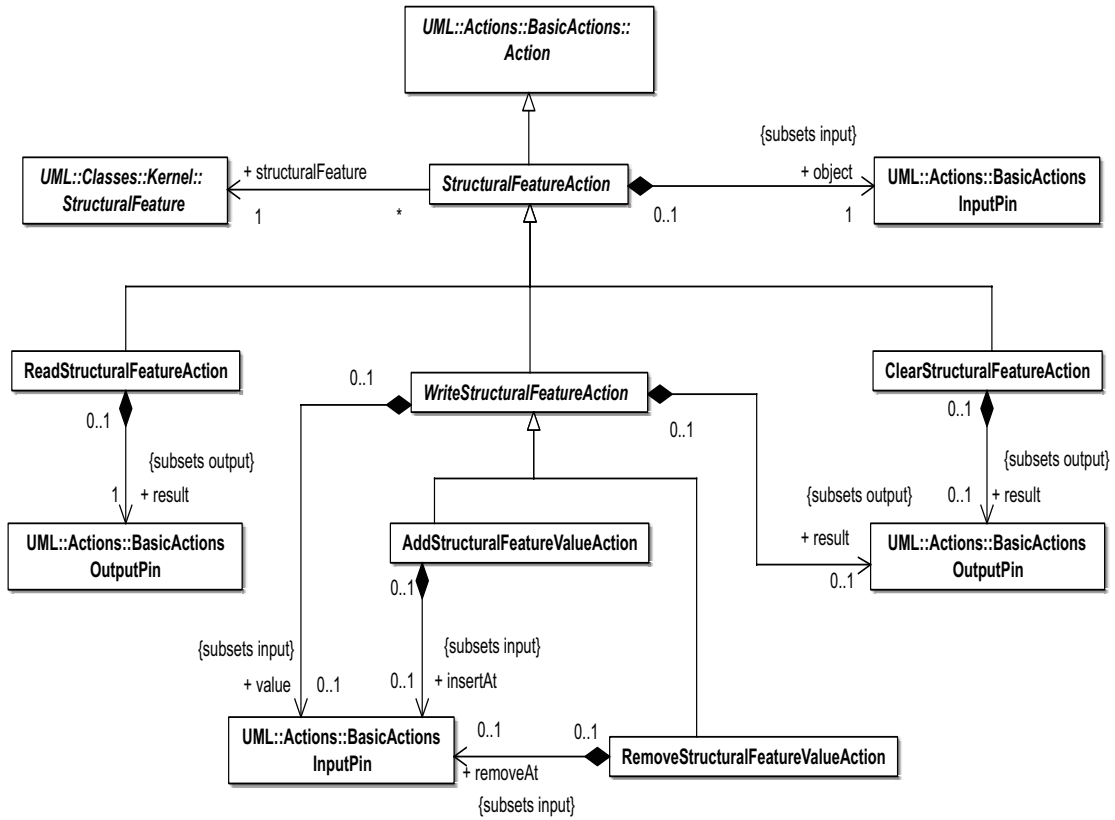 UML::Actions::BasicActions::
Action
{subsets input}
UML::Classes::Kernel::
StructuralFeature
+ structuralFeature
1
*
StructuralFeatureAction
0..1
+ object
1
UML::Actions::BasicActions
InputPin
ReadStructuralFeatureAction
0..1
{subsets output}
1
+ result
UML::Actions::BasicActions
OutputPin
0..1
WriteStructuralFeatureAction
0..1
ClearStructuralFeatureAction
0..1
{subsets output}
0..1
+ result
{subsets output}
+ result
0..1
UML::Actions::BasicActions
OutputPin
AddStructuralFeatureValueAction
0..1
{subsets input}
0..1
+ insertAt
{subsets input}
+ value
0..1
UML::Actions::BasicActions
InputPin
0..1
0..1
+ removeAt
{subsets input}
RemoveStructuralFeatureValueAction